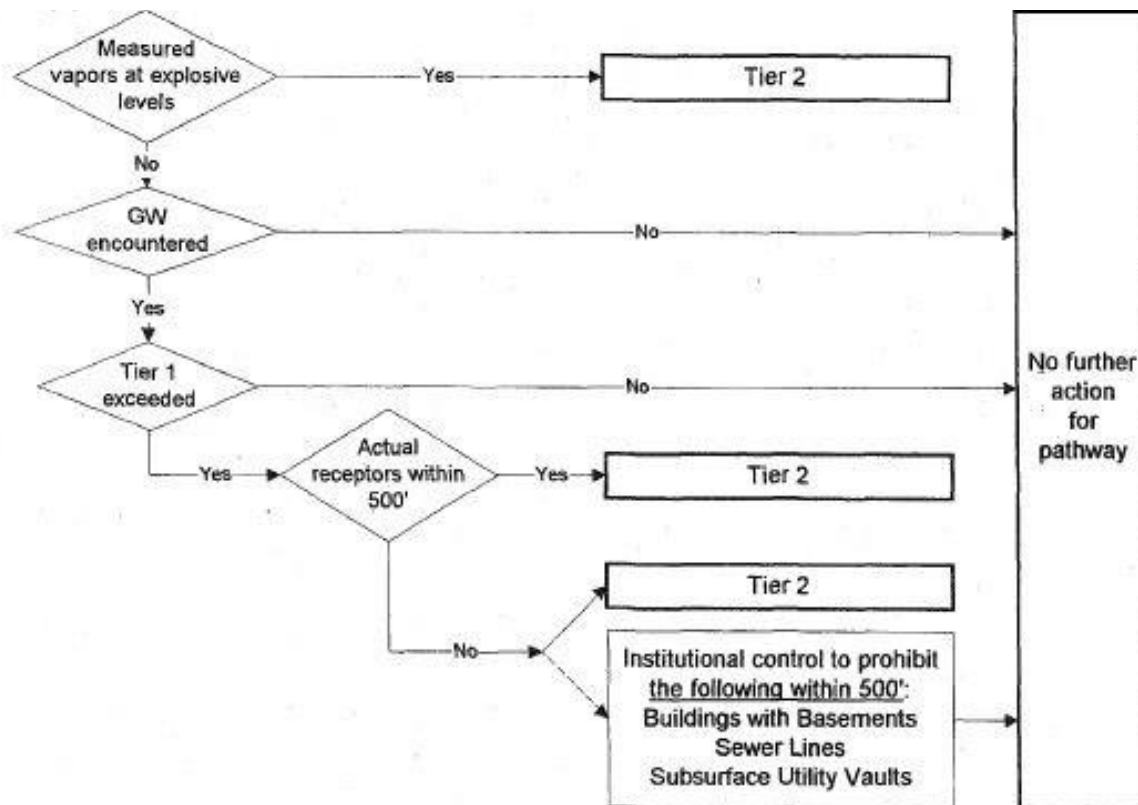 Measured
vapors at explosive
levels
Yes
Tier 2
No
GW
encountered
No
Yes
Tier 1
exceeded
No
No further
action
for
pathway
Yes
Actual
receptors within
500'
Yes
Tier 2
Tier 2
No
Institutional control to prohibit
the following within 500':
Buildings with Basements
Sewer Lines
Subsurface Utility Vaults